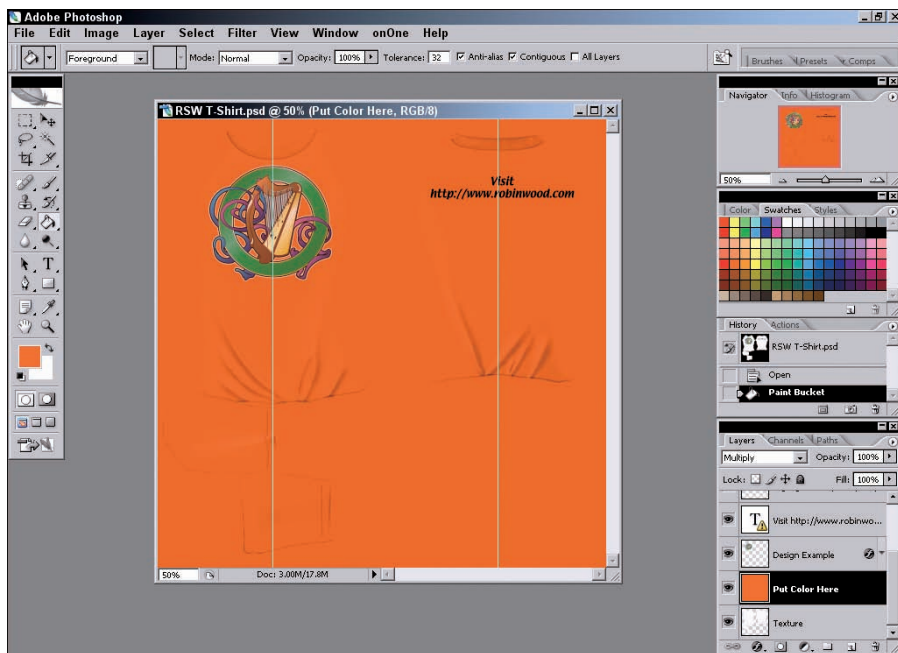 Adobe Photoshop
File Edit Image Layer Select Filter View Window onOne Help
Foreground Mode: Normal Opacity: 100% Tolerance: 32 Anti-alias Contiguous All Layers
Brushes Presets Comps
RSW T-Shirt.psd @ 50% (Put Color Here, RGB/8)
Visit
http://www.robinwood.com
50% Doc: 3.00M/17.8M
Navigator Info Histogram
50%
Color Swatches Styles
History Actions
RSW T-Shirt.psd
Open
Paint Bucket
Layers Channels Paths
Multiply Opacity: 100%
Lock: Fill: 100%
T Visit http://www.robinwo...
Design Example
Put Color Here
Texture